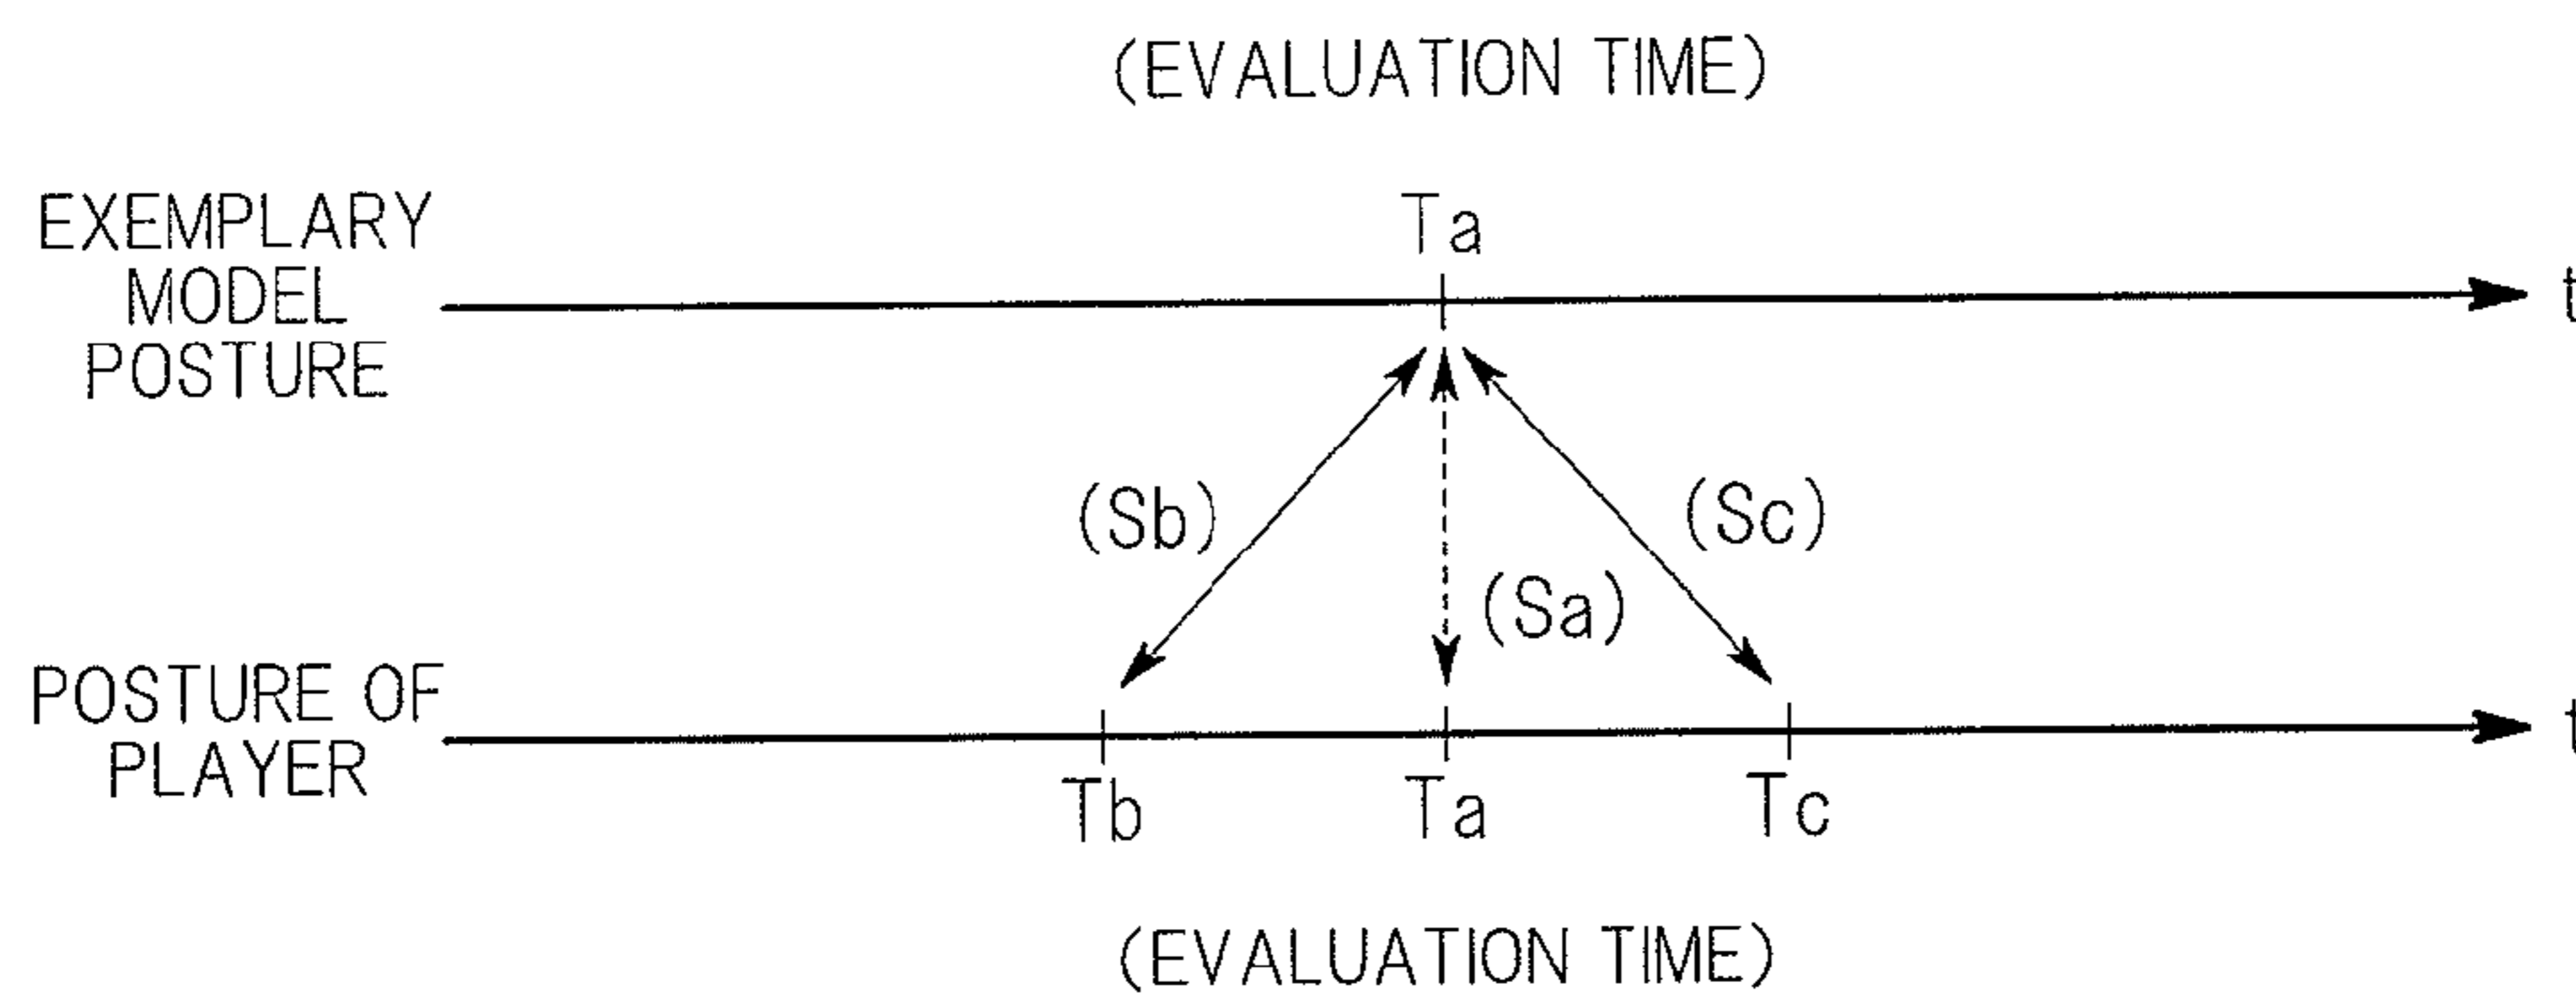 (EVALUATION TIME)
Ta
EXEMPLARY
MODEL
POSTURE
t
(Sb)
(Sc)
(Sa)
POSTURE OF
PLAYER
t
Tb
Ta
Tc
(EVALUATION TIME)